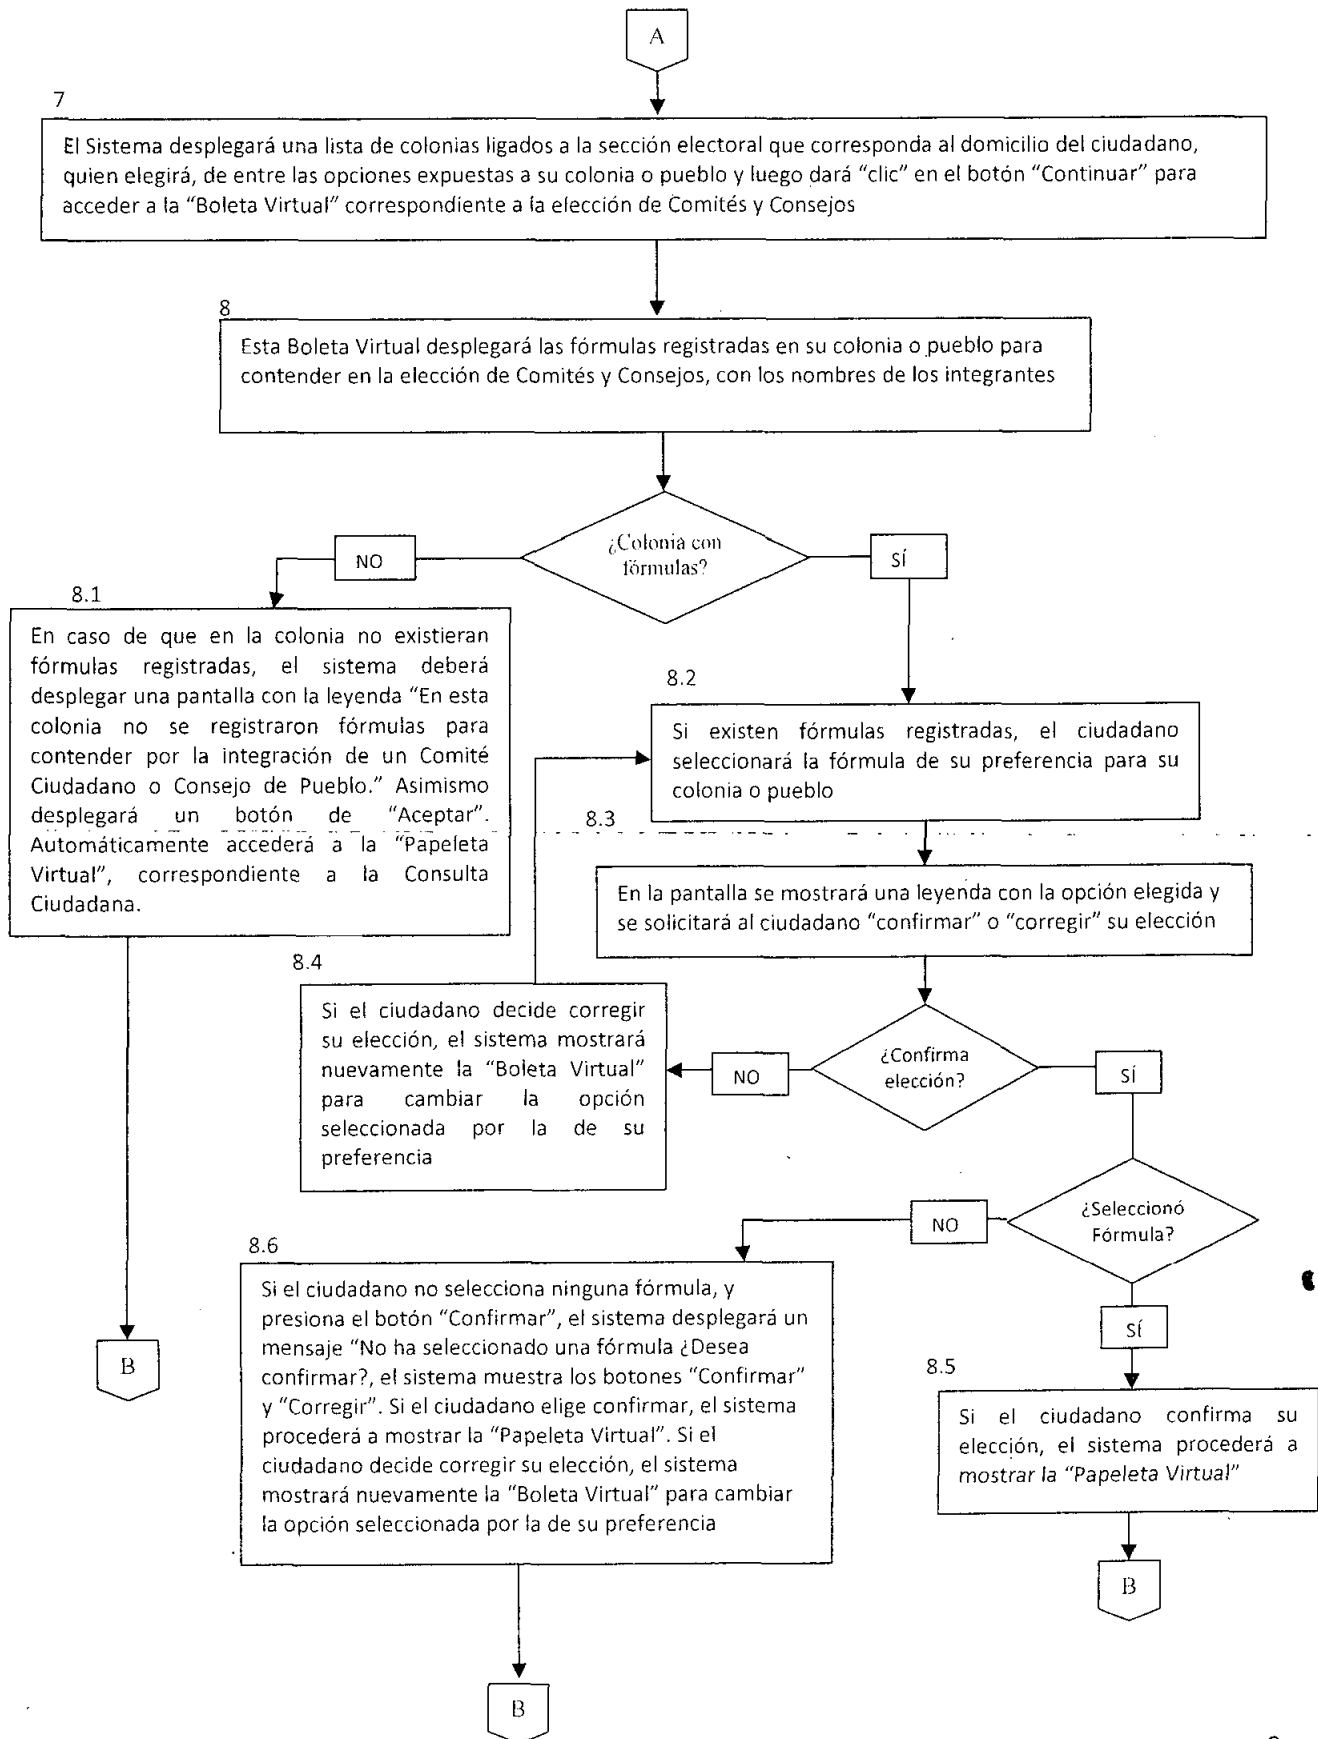 A
7
El Sistema desplegará una lista de colonias ligados a la sección electoral que corresponda al domicilio del ciudadano,
quien elegirá, de entre las opciones expuestas a su colonia o pueblo y luego dará “clic” en el botón “Continuar” para
acceder a la “Boleta Virtual” correspondiente a la elección de Comités y Consejos
8
Esta Boleta Virtual desplegará las fórmulas registradas en su colonia o pueblo para
contender en la elección de Comités y Consejos, con los nombres de los integrantes
¿Colonia con
fórmulas?
NO
SÍ
8.1
En caso de que en la colonia no existieran
fórmulas registradas, el sistema deberá
desplegar una pantalla con la leyenda “En esta
colonia no se registraron fórmulas para
contender por la integración de un Comité
Ciudadano o Consejo de Pueblo.” Asimismo
desplegará un botón de “Aceptar”.
Automáticamente accederá a la “Papeleta
Virtual”, correspondiente a la Consulta
Ciudadana.
8.2
Si existen fórmulas registradas, el ciudadano
seleccionará la fórmula de su preferencia para su
colonia o pueblo
8.3
En la pantalla se mostrará una leyenda con la opción elegida y
se solicitará al ciudadano “confirmar” o “corregir” su elección
8.4
Si el ciudadano decide corregir
su elección, el sistema mostrará
nuevamente la “Boleta Virtual”
para cambiar la opción
seleccionada por la de su
preferencia
NO
¿Confirma
elección?
SÍ
NO
¿Seleccionó
Fórmula?
8.6
Si el ciudadano no selecciona ninguna fórmula, y
presiona el botón “Confirmar”, el sistema desplegará un
mensaje “No ha seleccionado una fórmula ¿Desea
confirmar?, el sistema muestra los botones “Confirmar”
y “Corregir”. Si el ciudadano elige confirmar, el sistema
procederá a mostrar la “Papeleta Virtual”. Si el
ciudadano decide corregir su elección, el sistema
mostrará nuevamente la “Boleta Virtual” para cambiar
la opción seleccionada por la de su preferencia
SÍ
B
8.5
Si el ciudadano confirma su
elección, el sistema procederá a
mostrar la “Papeleta Virtual”
B
B